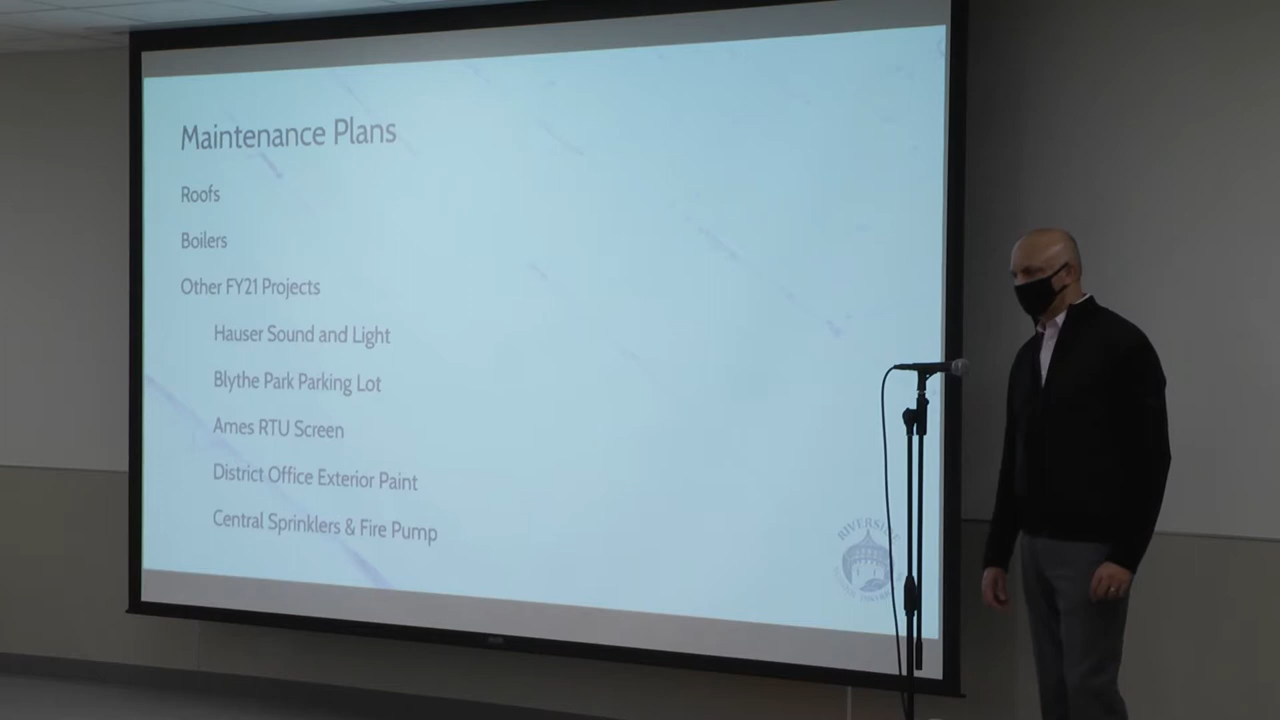 Maintenance Plans
Roofs
Boilers
Other FY21 Projects
Hauser Sound and Light
Blythe Park Parking Lot
Ames RTU Screen
District Office Exterior Paint
Central Sprinklers & Fire Pump
RIVERSIDE